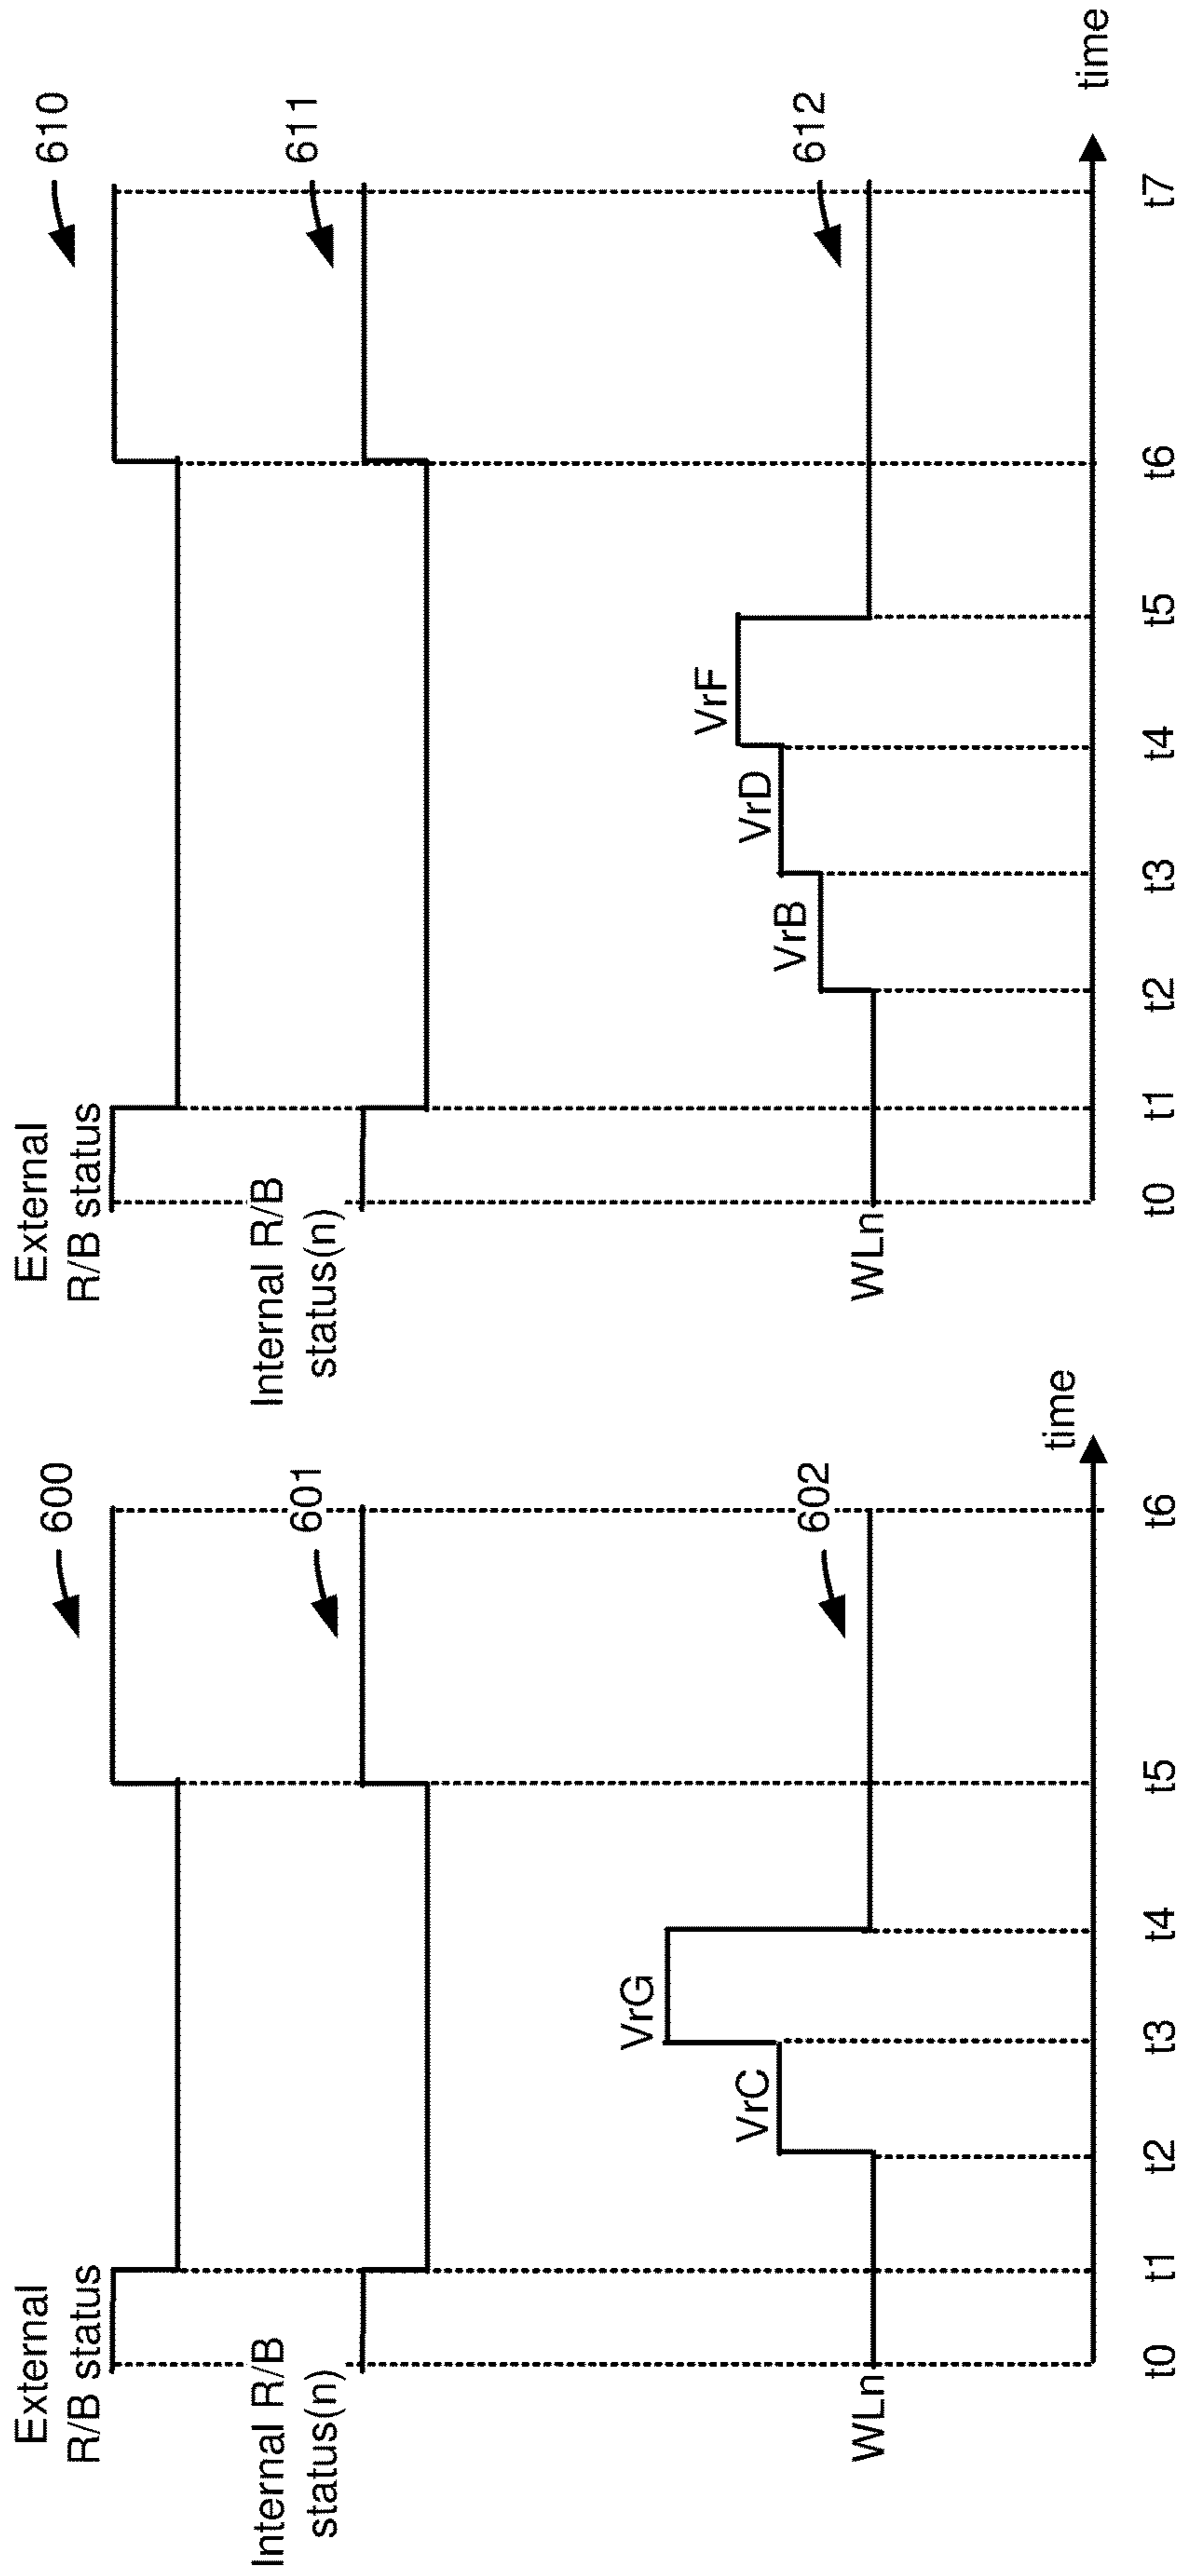 External
R/B status
600
Internal R/B
status(n)
601
VrG
VrC
602
WLn
time
t0 t1 t2 t3 t4 t5 t6
External
R/B status
610
Internal R/B
status(n)
611
VrF
VrD
VrB
612
WLn
time
t0 t1 t2 t3 t4 t5 t6 t7